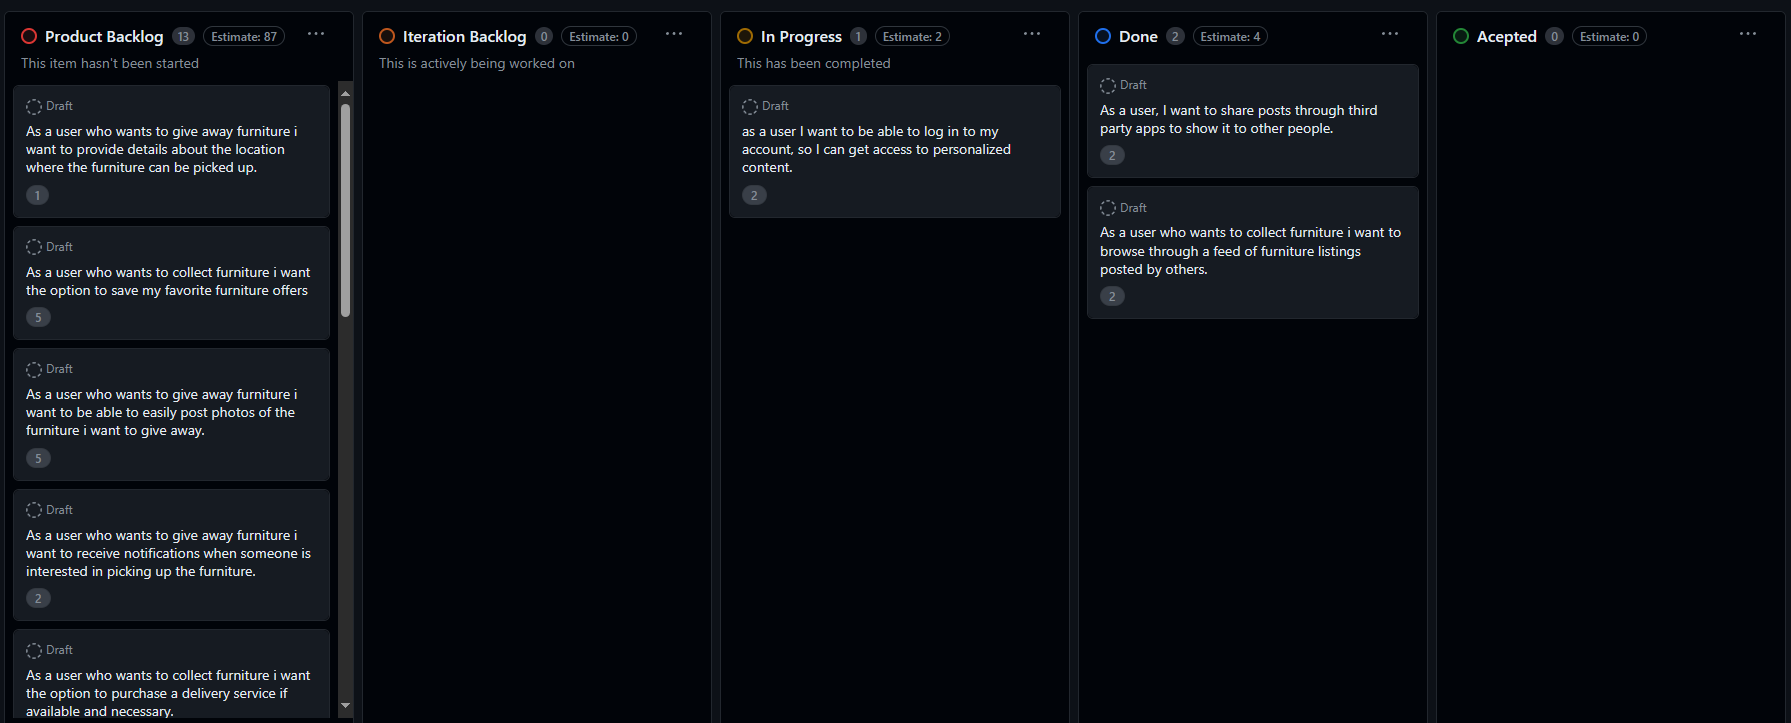 Product Backlog 13 Estimate: 87 ...
This item hasn't been started
Draft
As a user who wants to give away furniture i
want to provide details about the location
where the furniture can be picked up.
1
Draft
As a user who wants to collect furniture i want
the option to save my favorite furniture offers
5
Draft
As a user who wants to give away furniture i
want to be able to easily post photos of the
furniture i want to give away.
5
Draft
As a user who wants to give away furniture i
want to receive notifications when someone is
interested in picking up the furniture.
2
Draft
As a user who wants to collect furniture i want
the option to purchase a delivery service if
available and necessary.
Iteration Backlog 0 Estimate: 0 ...
This is actively being worked on
In Progress 1 Estimate: 2 ...
This has been completed
Draft
as a user I want to be able to log in to my
account, so I can get access to personalized
content.
2
Done 2 Estimate: 4 ...
Draft
As a user, I want to share posts through third
party apps to show it to other people.
2
Draft
As a user who wants to collect furniture i want to
browse through a feed of furniture listings
posted by others.
2
Acepted 0 Estimate: 0 ...